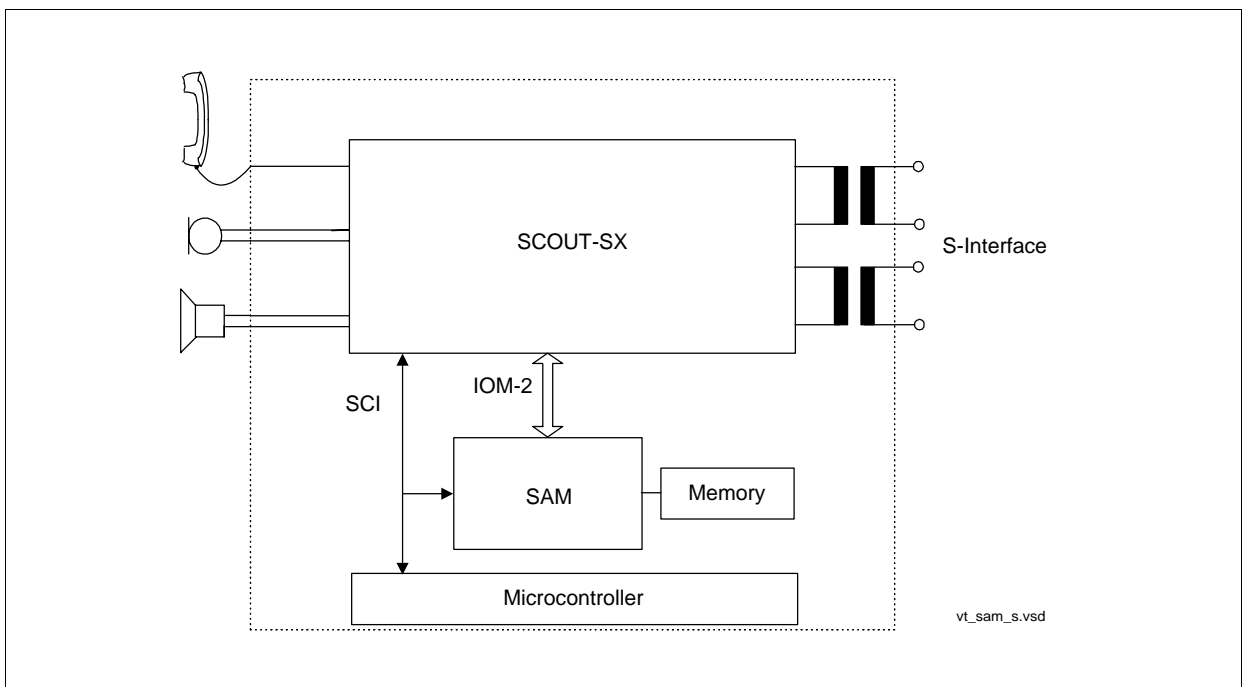 SCOUT-SX
S-Interface
IOM-2
SCI
SAM
Memory
Microcontroller
vt_sam_s.vsd